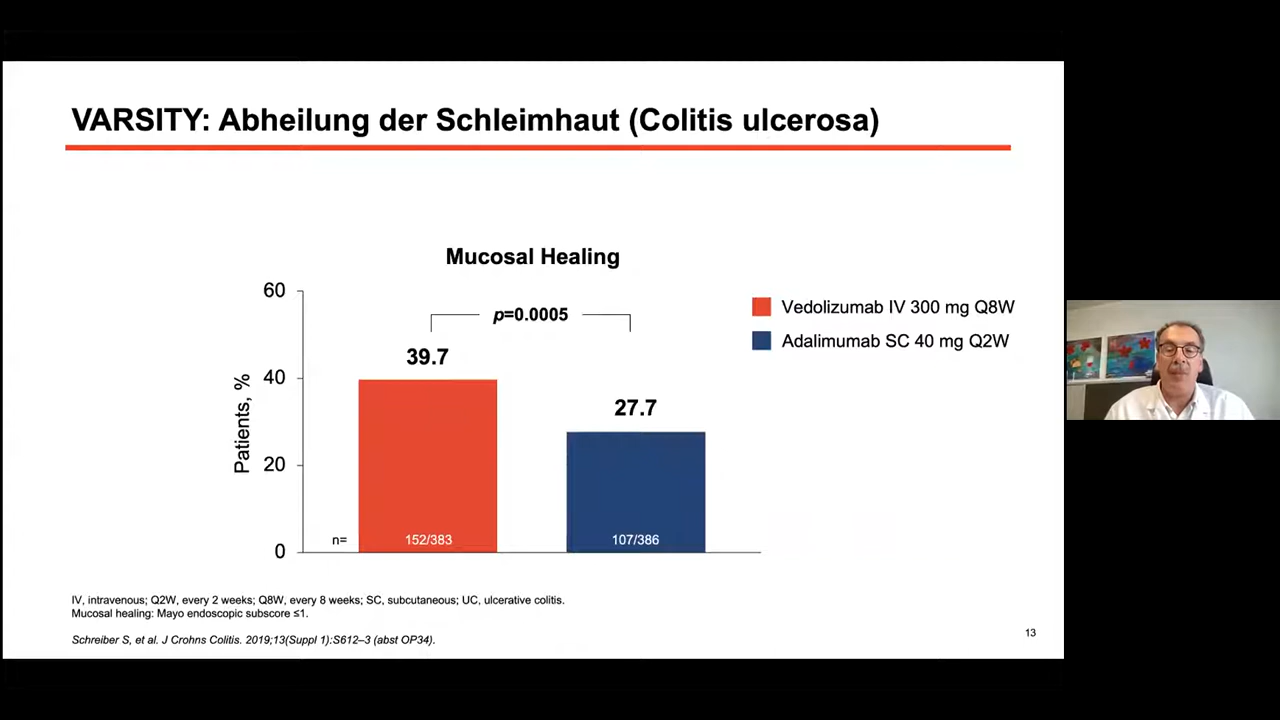 VARSITY: Abheilung der Schleimhaut (Colitis ulcerosa)
Mucosal Healing
60
40
20
0
Patients, %
p=0.0005
39.7
27.7
n=
152/383
107/386
Vedolizumab IV 300 mg Q8W
Adalimumab SC 40 mg Q2W
IV, intravenous; Q2W, every 2 weeks; Q8W, every 8 weeks; SC, subcutaneous; UC, ulcerative colitis.
Mucosal healing: Mayo endoscopic subscore ≤1.
Schreiber S, et al. J Crohns Colitis. 2019;13(Suppl 1):S612–3 (abst OP34).
13